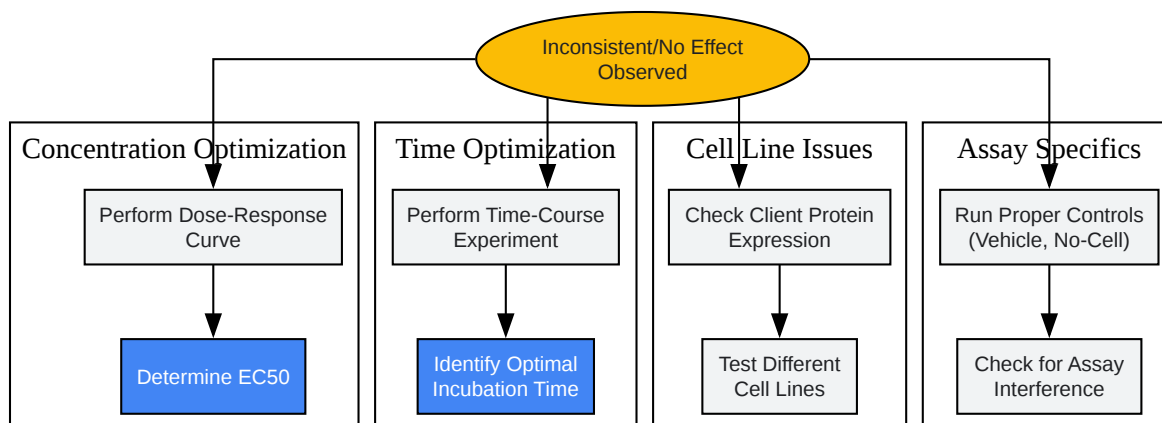 Inconsistent/No Effect
Observed
Concentration Optimization
Perform Dose-Response
Curve
Determine EC50
Time Optimization
Perform Time-Course
Experiment
Identify Optimal
Incubation Time
Cell Line Issues
Check Client Protein
Expression
Test Different
Cell Lines
Assay Specifics
Run Proper Controls
(Vehicle, No-Cell)
Check for Assay
Interference